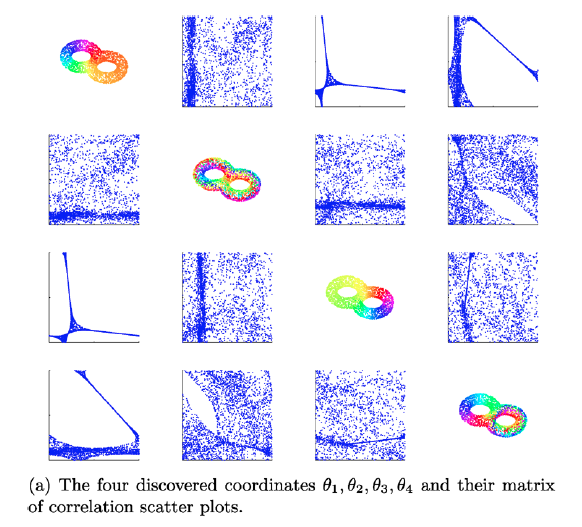 (a) The four discovered coordinates θ₁, θ₂, θ₃, θ₄ and their matrix
of correlation scatter plots.